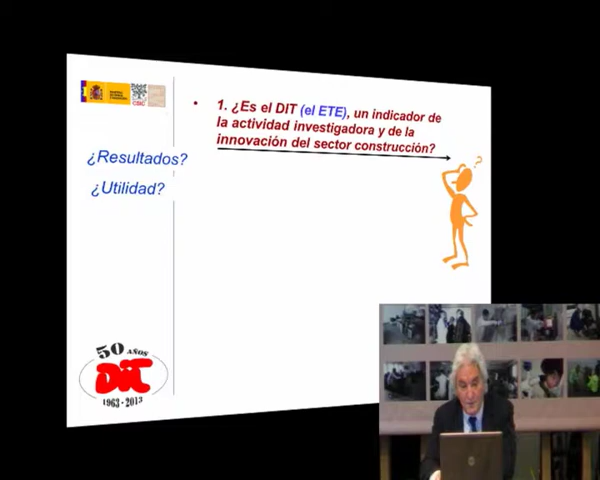 CSIC
• 1. ¿Es el DIT (el ETE), un indicador de
la actividad investigadora y de la
innovación del sector construcción?
¿Resultados?
¿Utilidad?
?
50 AÑOS
DIT
1963 - 2013